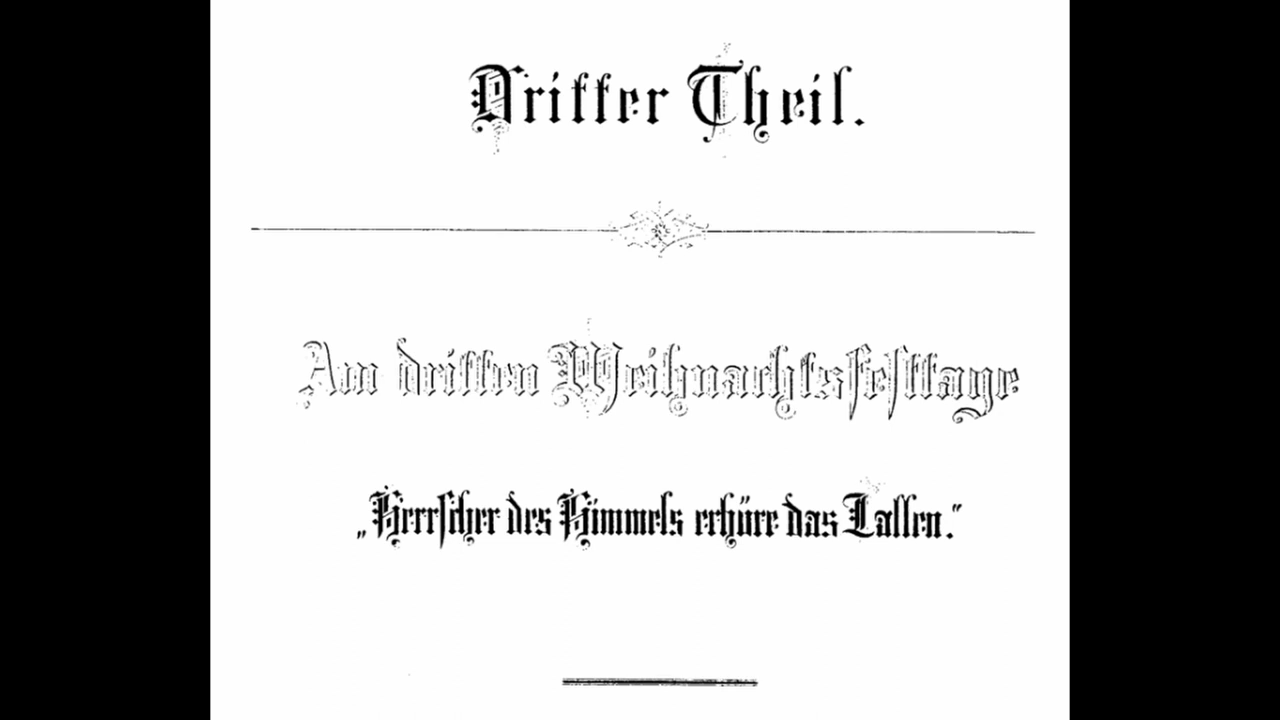 Dritter Theil.
Am dritten Weihnachtsfesttage
„Herrscher des Himmels erhöre das Lallen.“